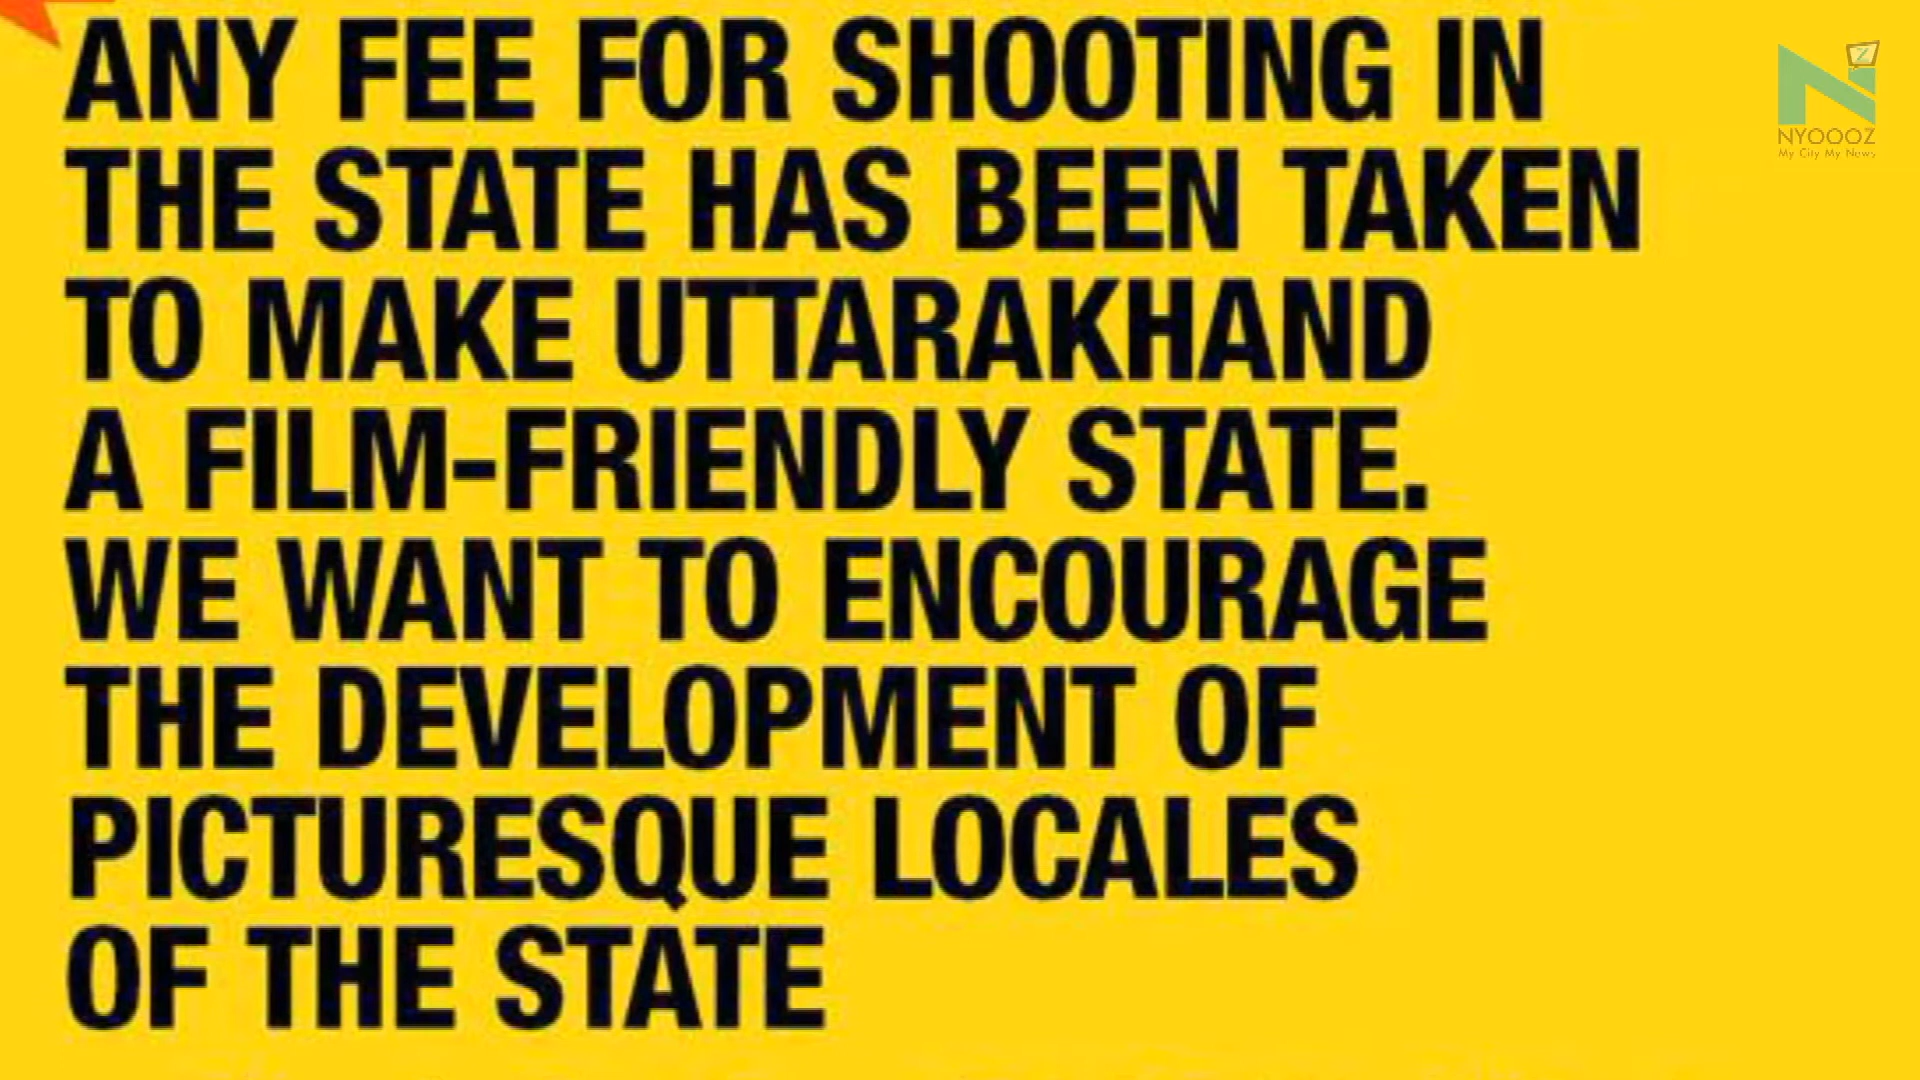 ANY FEE FOR SHOOTING IN
THE STATE HAS BEEN TAKEN
TO MAKE UTTARAKHAND
A FILM-FRIENDLY STATE.
WE WANT TO ENCOURAGE
THE DEVELOPMENT OF
PICTURESQUE LOCALES
OF THE STATE
Z
NYOOOZ
My City My News